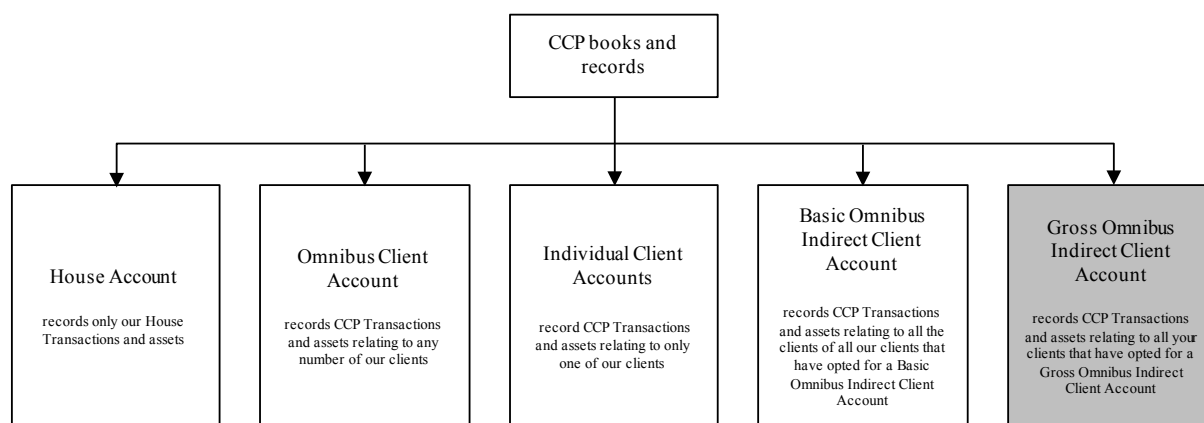 CCP books and
records
House Account
records only our House
Transactions and assets
Omnibus Client
Account
records CCP Transactions
and assets relating to any
number of our clients
Individual Client
Accounts
record CCP Transactions
and assets relating to only
one of our clients
Basic Omnibus
Indirect Client
Account
records CCP Transactions
and assets relating to all the
clients of all our clients that
have opted for a Basic
Omnibus Indirect Client
Account
Gross Omnibus
Indirect Client
Account
records CCP Transactions
and assets relating to all your
clients that have opted for a
Gross Omnibus Indirect
Client Account